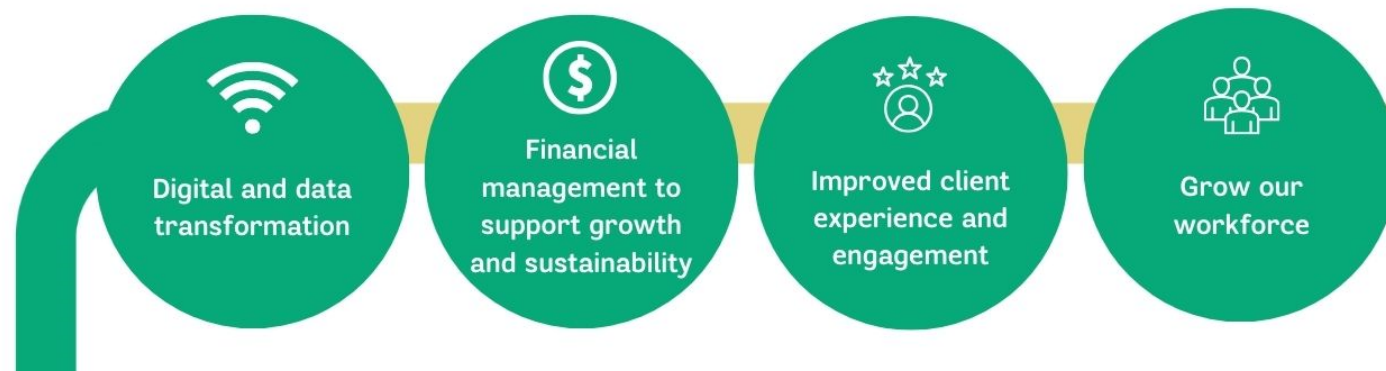 Digital and data
transformation
Financial
management to
support growth
and sustainability
Improved client
experience and
engagement
Grow our
workforce